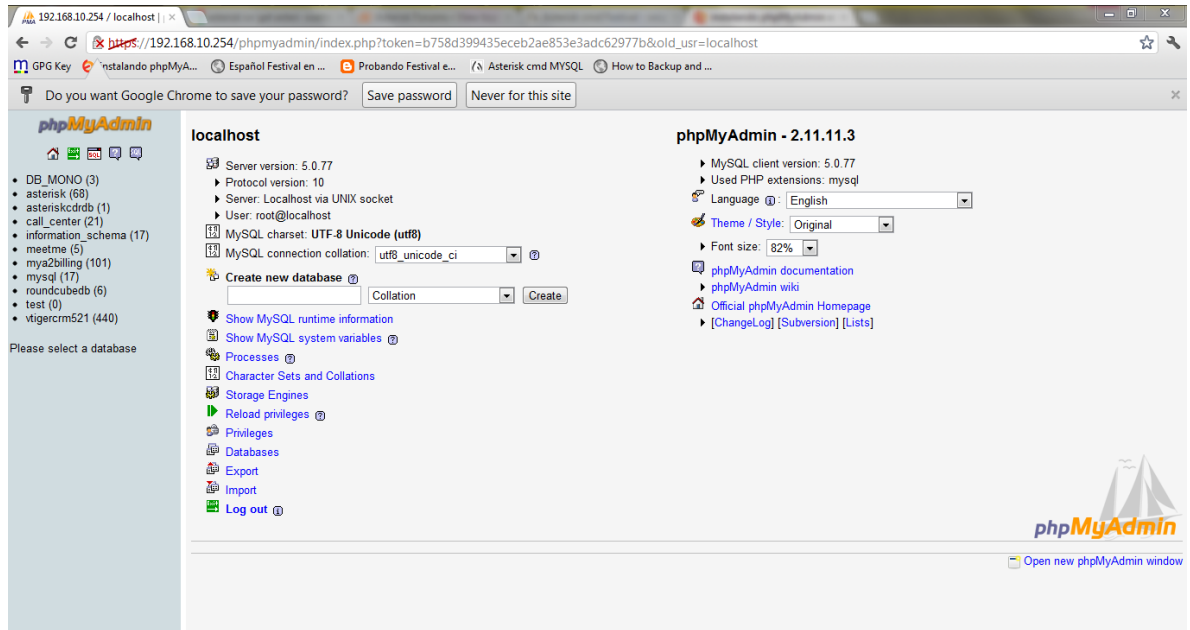 192.168.10.254 / localhost |
https://192.168.10.254/phpmyadmin/index.php?token=b758d399435eceb2ae853e3adc62977b&old_usr=localhost
GPG Key
instalando phpMyA...
Español Festival en ...
Probando Festival e...
Asterisk cmd MYSQL
How to Backup and ...
Do you want Google Chrome to save your password? Save password Never for this site
phpMyAdmin
DB_MONO (3)
asterisk (68)
asteriskcdrdb (1)
call_center (21)
information_schema (17)
meetme (5)
mya2billing (101)
mysql (17)
roundcubedb (6)
test (0)
vtigercrm521 (440)
Please select a database
localhost
Server version: 5.0.77
Protocol version: 10
Server: Localhost via UNIX socket
User: root@localhost
MySQL charset: UTF-8 Unicode (utf8)
MySQL connection collation: utf8_unicode_ci
Create new database
Collation Create
Show MySQL runtime information
Show MySQL system variables
Processes
Character Sets and Collations
Storage Engines
Reload privileges
Privileges
Databases
Export
Import
Log out
phpMyAdmin - 2.11.11.3
MySQL client version: 5.0.77
Used PHP extensions: mysql
Language : English
Theme / Style: Original
Font size: 82%
phpMyAdmin documentation
phpMyAdmin wiki
Official phpMyAdmin Homepage
[ChangeLog] [Subversion] [Lists]
phpMyAdmin
Open new phpMyAdmin window